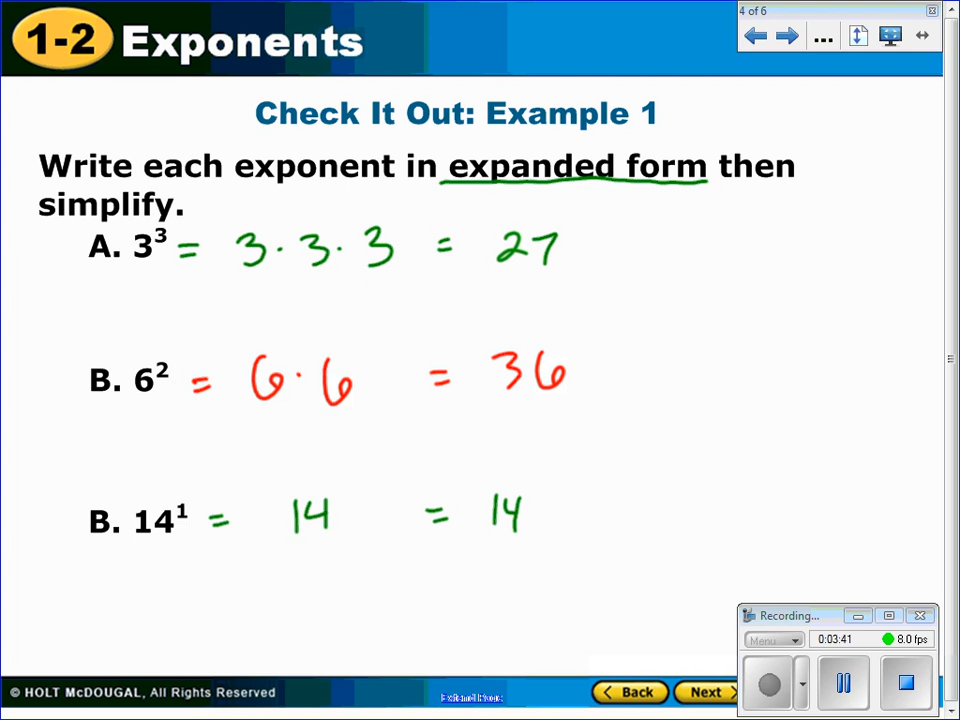 1-2 Exponents
4 of 6
...
Check It Out: Example 1
Write each exponent in expanded form then
simplify.
A. 3³ = 3 · 3 · 3 = 27
B. 6² = 6 · 6 = 36
B. 14¹ = 14 = 14
Recording...
Menu 0:03:41 8.0 fps
© HOLT McDOUGAL, All Rights Reserved
Back Next